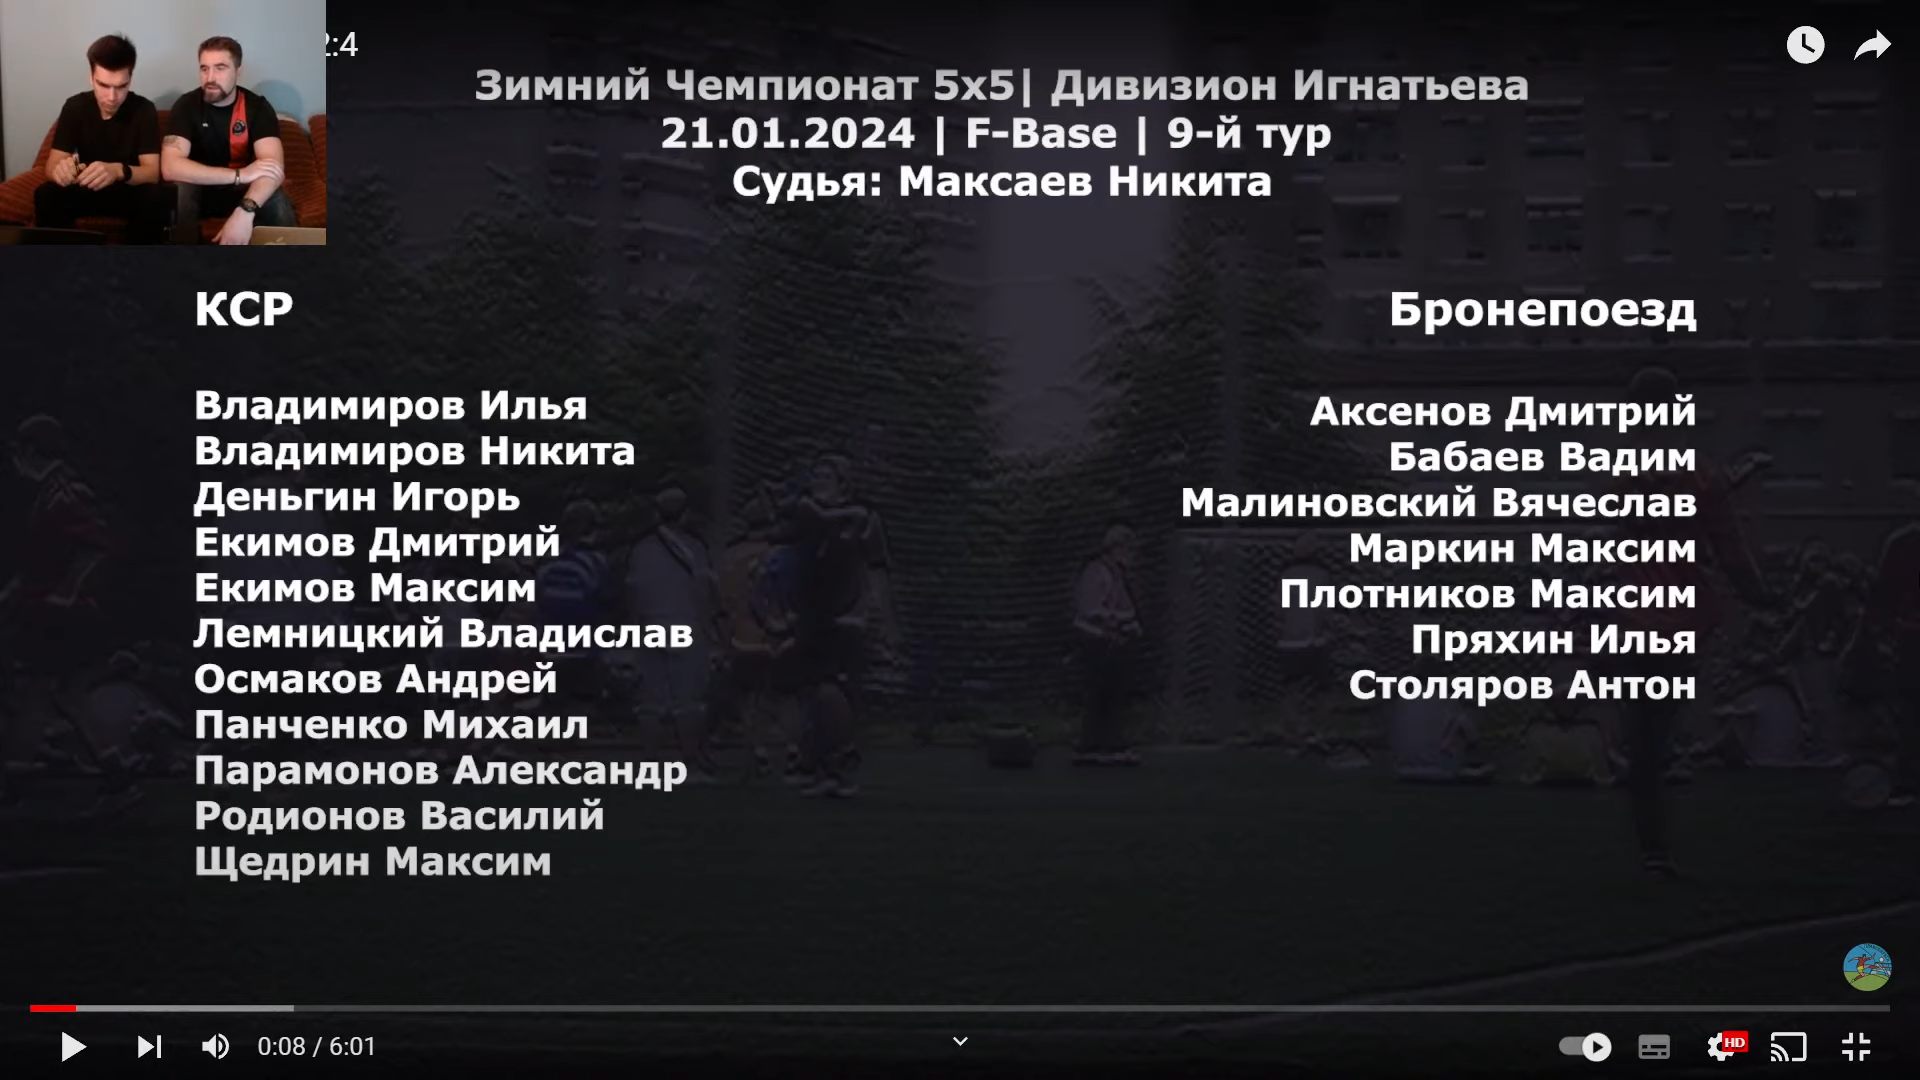 2:4
Зимний Чемпионат 5x5| Дивизион Игнатьева
21.01.2024 | F-Base | 9-й тур
Судья: Максаев Никита
КСР
Владимиров Илья
Владимиров Никита
Деньгин Игорь
Екимов Дмитрий
Екимов Максим
Лемницкий Владислав
Осмаков Андрей
Панченко Михаил
Парамонов Александр
Родионов Василий
Щедрин Максим
Бронепоезд
Аксенов Дмитрий
Бабаев Вадим
Малиновский Вячеслав
Маркин Максим
Плотников Максим
Пряхин Илья
Столяров Антон
0:08 / 6:01
HD